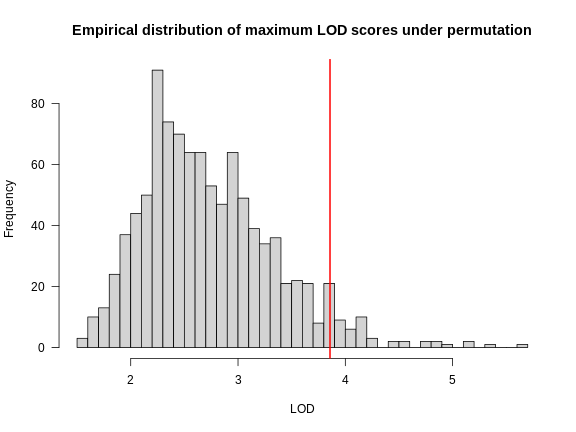 Empirical distribution of maximum LOD scores under permutation
Frequency
80
60
40
20
0
2 3 4 5
LOD